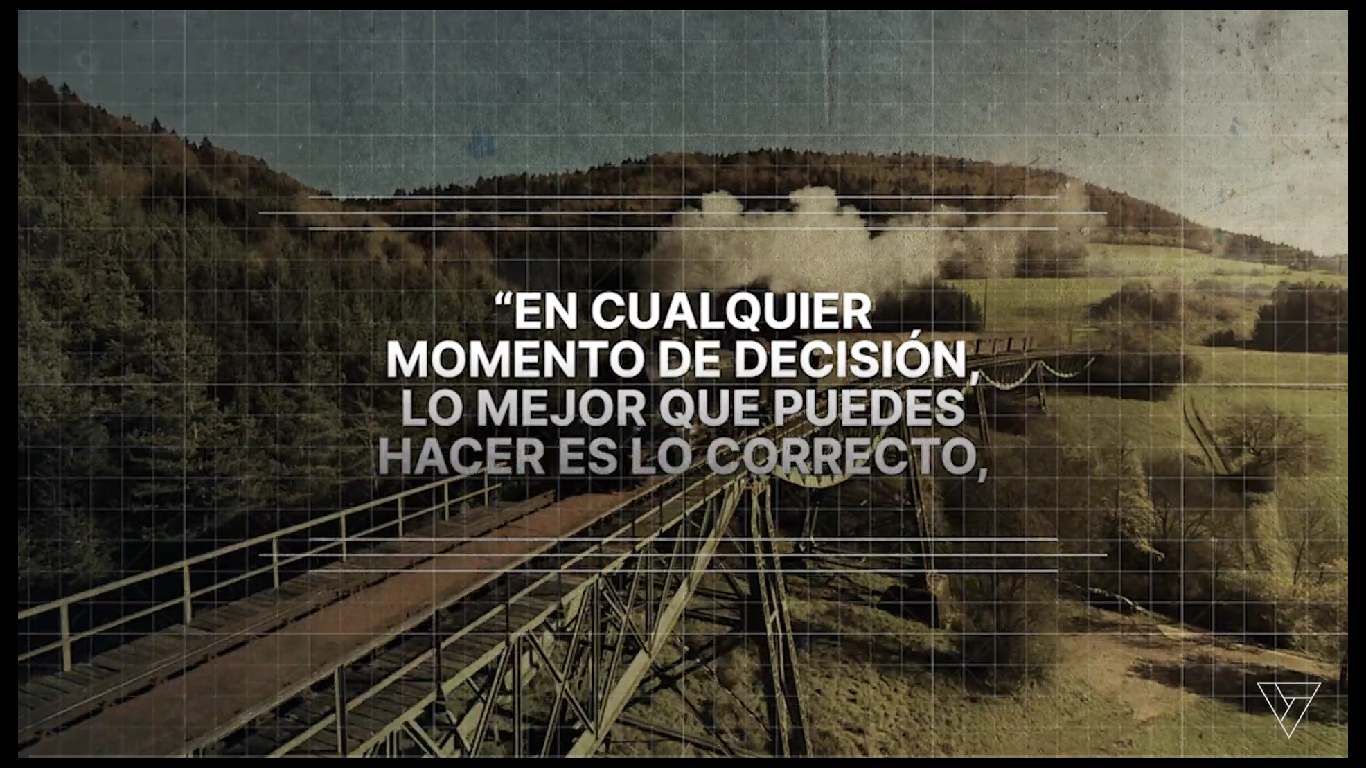 “EN CUALQUIER
MOMENTO DE DECISIÓN,
LO MEJOR QUE PUEDES
HACER ES LO CORRECTO,